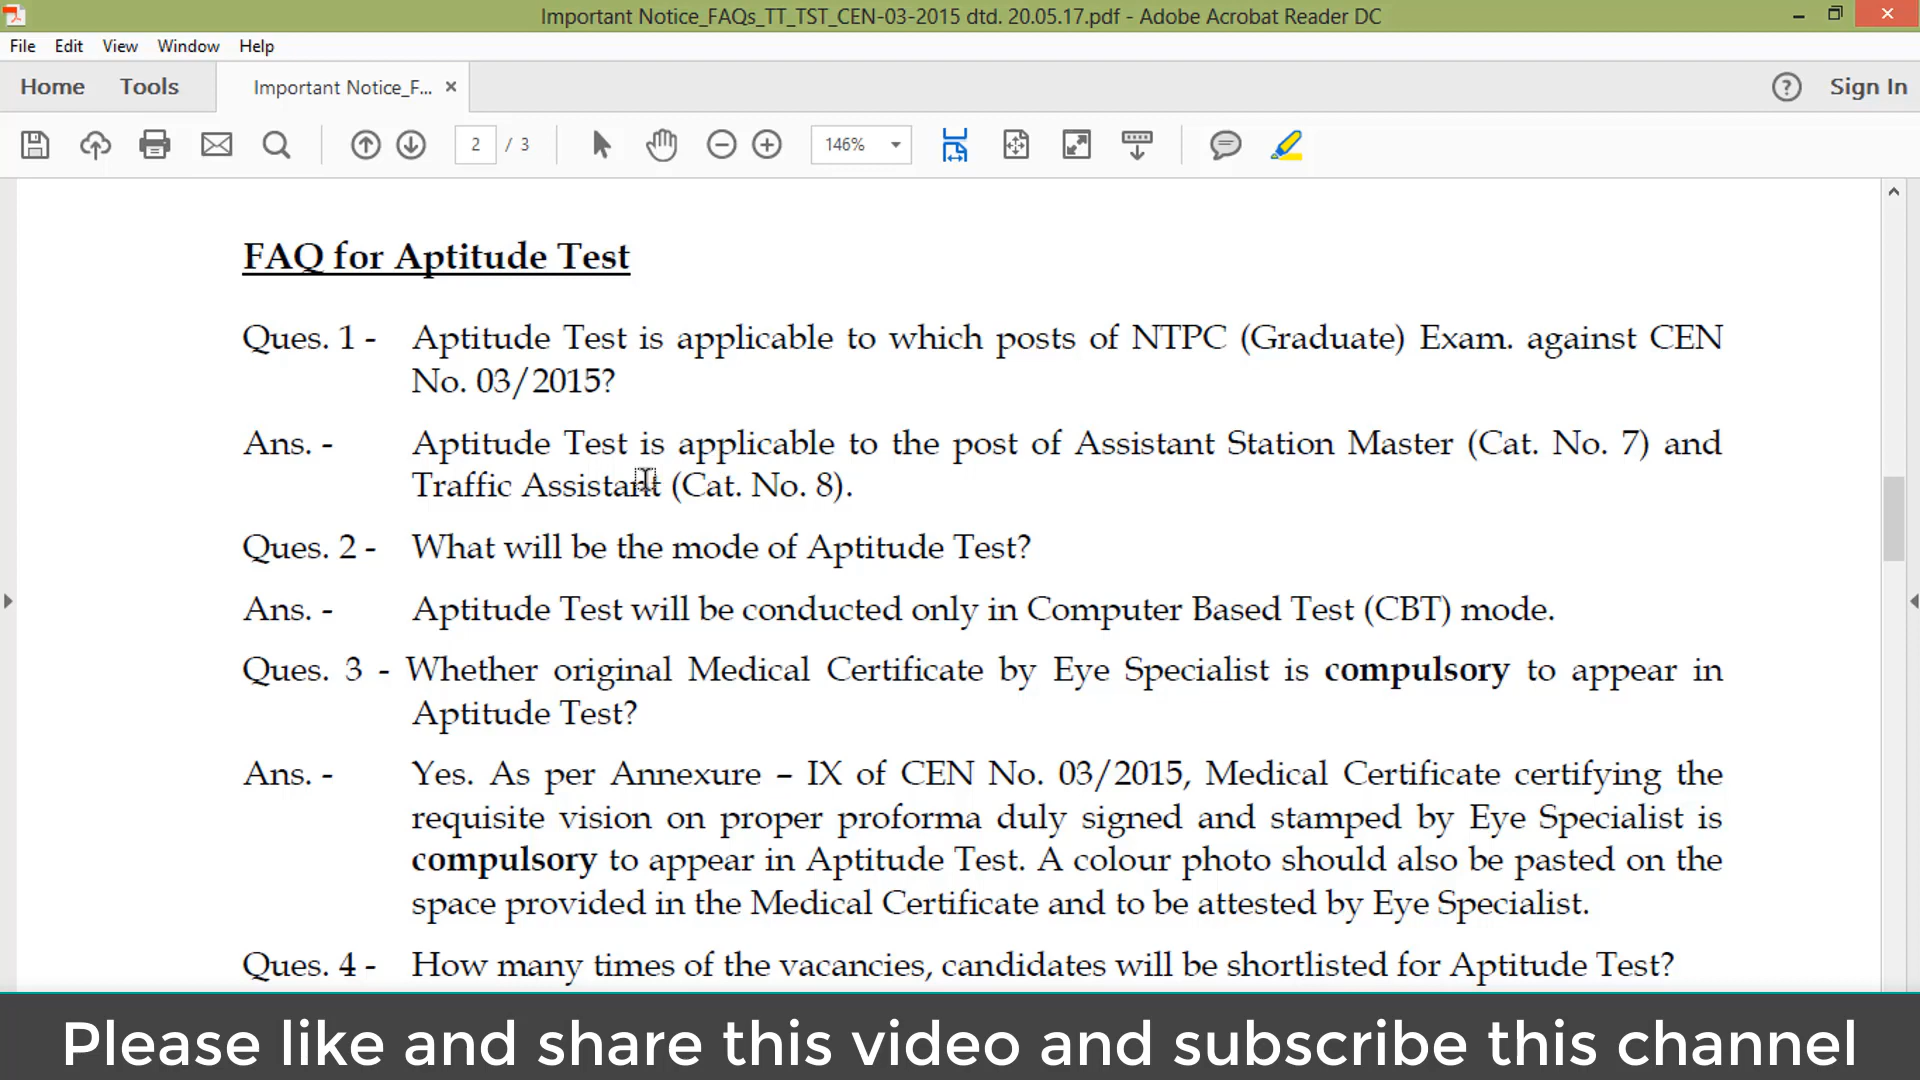 Important Notice_FAQs_TT_TST_CEN-03-2015 dtd. 20.05.17.pdf - Adobe Acrobat Reader DC
File Edit View Window Help
Home Tools Important Notice_F... Sign In
2 / 3 146%
FAQ for Aptitude Test
Ques. 1 - Aptitude Test is applicable to which posts of NTPC (Graduate) Exam. against CEN
No. 03/2015?
Ans. - Aptitude Test is applicable to the post of Assistant Station Master (Cat. No. 7) and
Traffic Assistant (Cat. No. 8).
Ques. 2 - What will be the mode of Aptitude Test?
Ans. - Aptitude Test will be conducted only in Computer Based Test (CBT) mode.
Ques. 3 - Whether original Medical Certificate by Eye Specialist is compulsory to appear in
Aptitude Test?
Ans. - Yes. As per Annexure – IX of CEN No. 03/2015, Medical Certificate certifying the
requisite vision on proper proforma duly signed and stamped by Eye Specialist is
compulsory to appear in Aptitude Test. A colour photo should also be pasted on the
space provided in the Medical Certificate and to be attested by Eye Specialist.
Ques. 4 - How many times of the vacancies, candidates will be shortlisted for Aptitude Test?
Please like and share this video and subscribe this channel